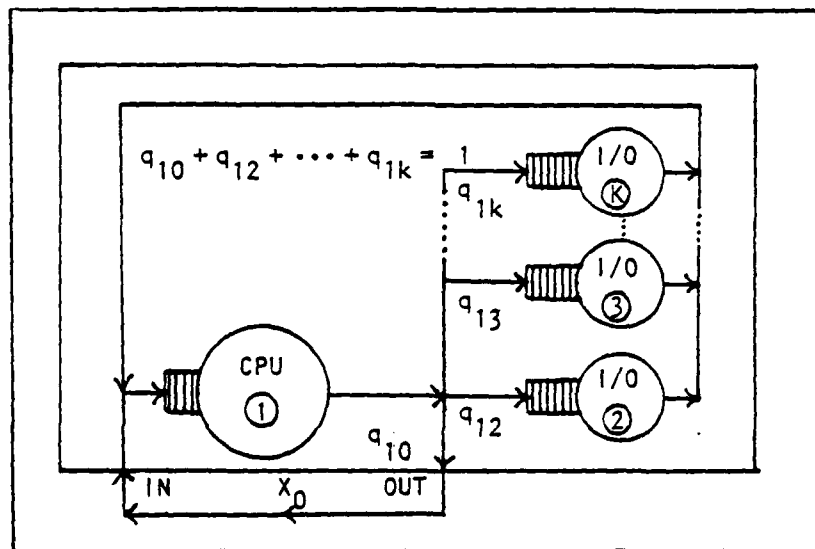 q10 + q12 + ··· + q1k = 1
I/O
K
q1k
I/O
3
q13
CPU
1
I/O
2
q12
q10
IN X0 OUT